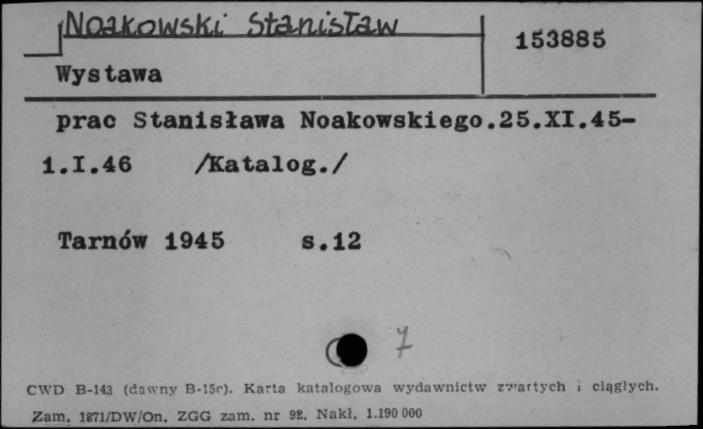 Noakowski Stanisław
153885
Wystawa
prac Stanisława Noakowskiego.25.XI.45-
1.I.46 /Katalog./
Tarnów 1945 s.12
7
CWD B-143 (dawny B-15c). Karta katalogowa wydawnictw zwartych i ciągłych.
Zam. 1871/DW/On. ZGG zam. nr 92. Nakł. 1.190 000